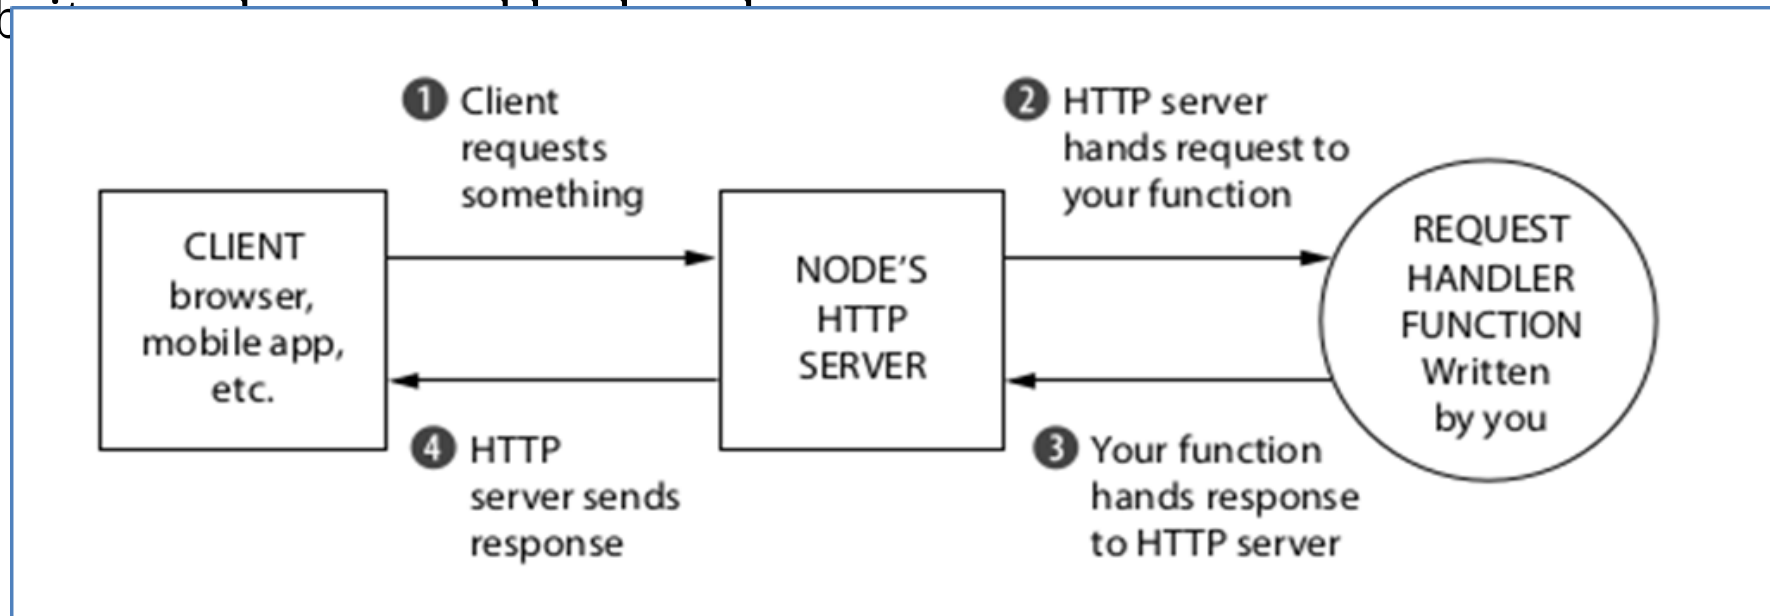 1 Client
requests
something
2 HTTP server
hands request to
your function
CLIENT
browser,
mobile app,
etc.
NODE’S
HTTP
SERVER
REQUEST
HANDLER
FUNCTION
Written
by you
4 HTTP
server sends
response
3 Your function
hands response
to HTTP server